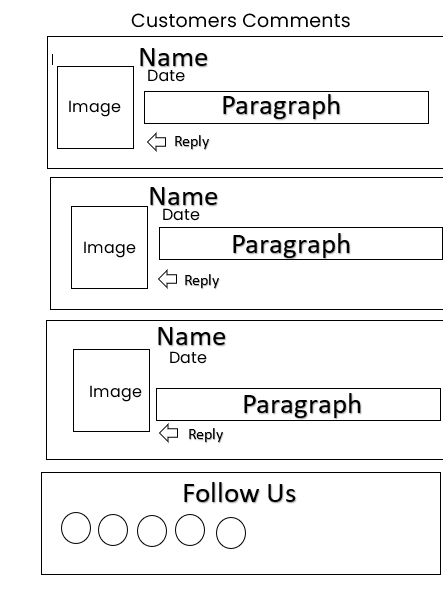 Customers Comments
Name
Date
Image
Paragraph
Reply
Name
Date
Image
Paragraph
Reply
Name
Date
Image
Paragraph
Reply
Follow Us